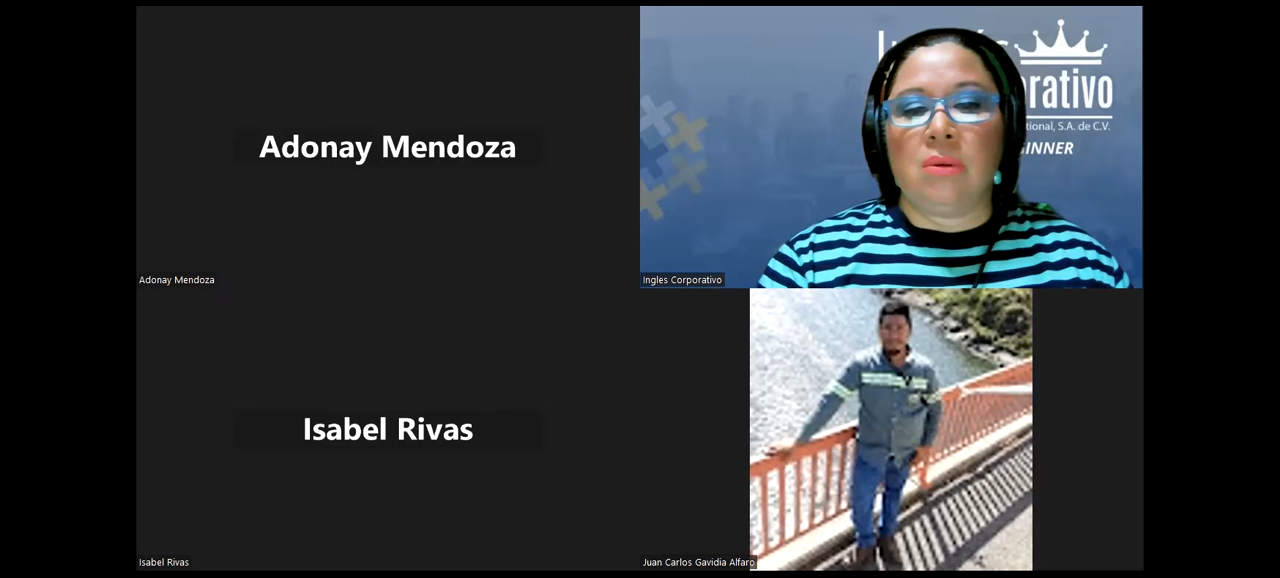 Adonay Mendoza
Adonay Mendoza
rativo
tional, S.A. de C.V.
INNER
Ingles Corporativo
Isabel Rivas
Isabel Rivas
Juan Carlos Gavidia Alfaro